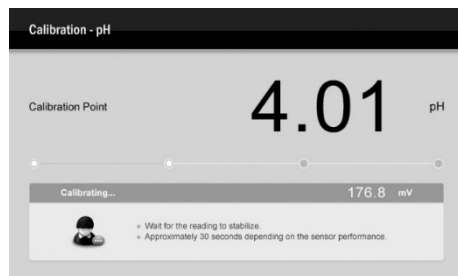 Calibration - pH
Calibration Point 4.01 pH
Calibrating... 176.8 mV
Wait for the reading to stabilize.
Approximately 30 seconds depending on the sensor performance.